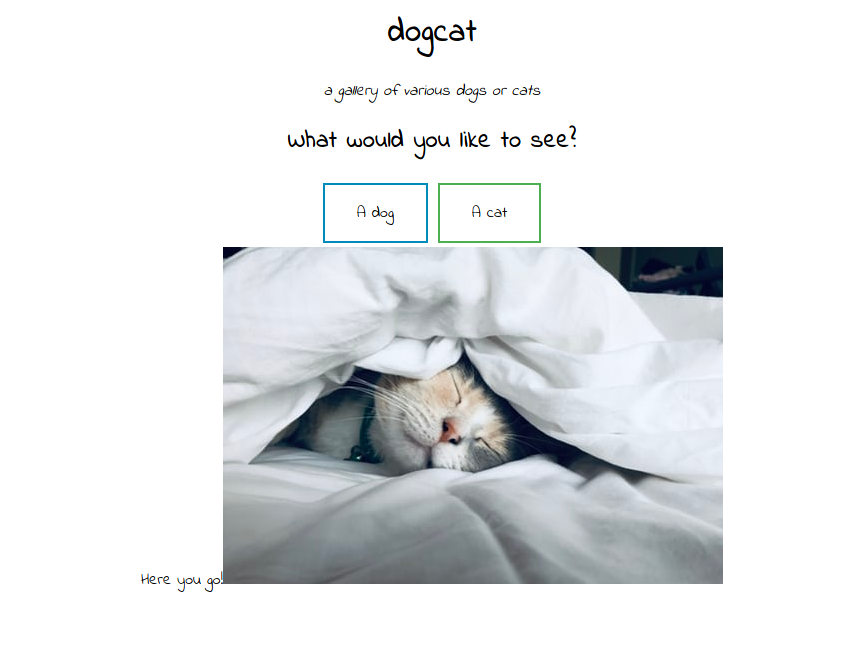 dogcat
a gallery of various dogs or cats
What would you like to see?
A dog
A cat
Here you go!